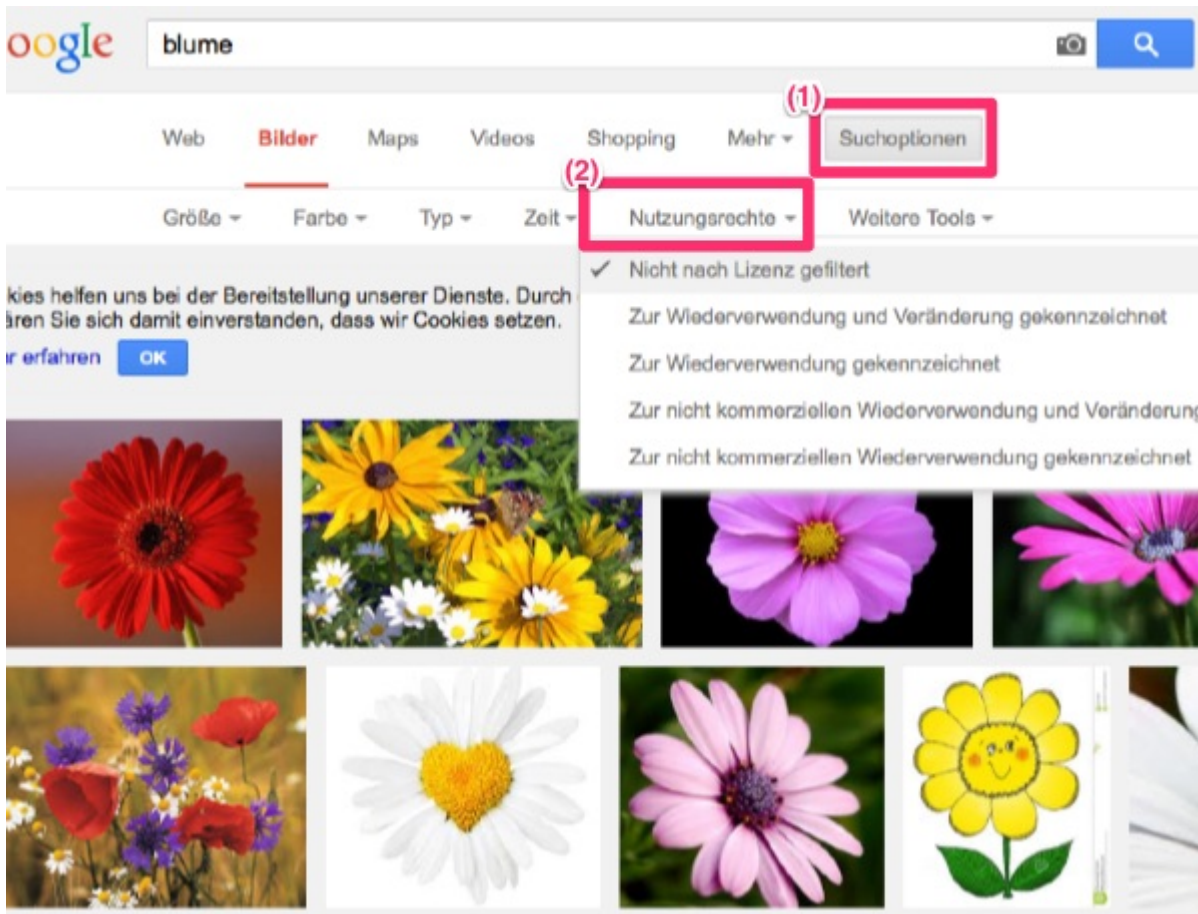 oogle
blume
(1)
Web Bilder Maps Videos Shopping Mehr Suchoptionen
(2)
Größe Farbe Typ Zeit Nutzungsrechte Weitere Tools
Nicht nach Lizenz gefiltert
Zur Wiederverwendung und Veränderung gekennzeichnet
Zur Wiederverwendung gekennzeichnet
Zur nicht kommerziellen Wiederverwendung und Veränderung
Zur nicht kommerziellen Wiederverwendung gekennzeichnet
kies helfen uns bei der Bereitstellung unserer Dienste. Durch
ären Sie sich damit einverstanden, dass wir Cookies setzen.
r erfahren OK